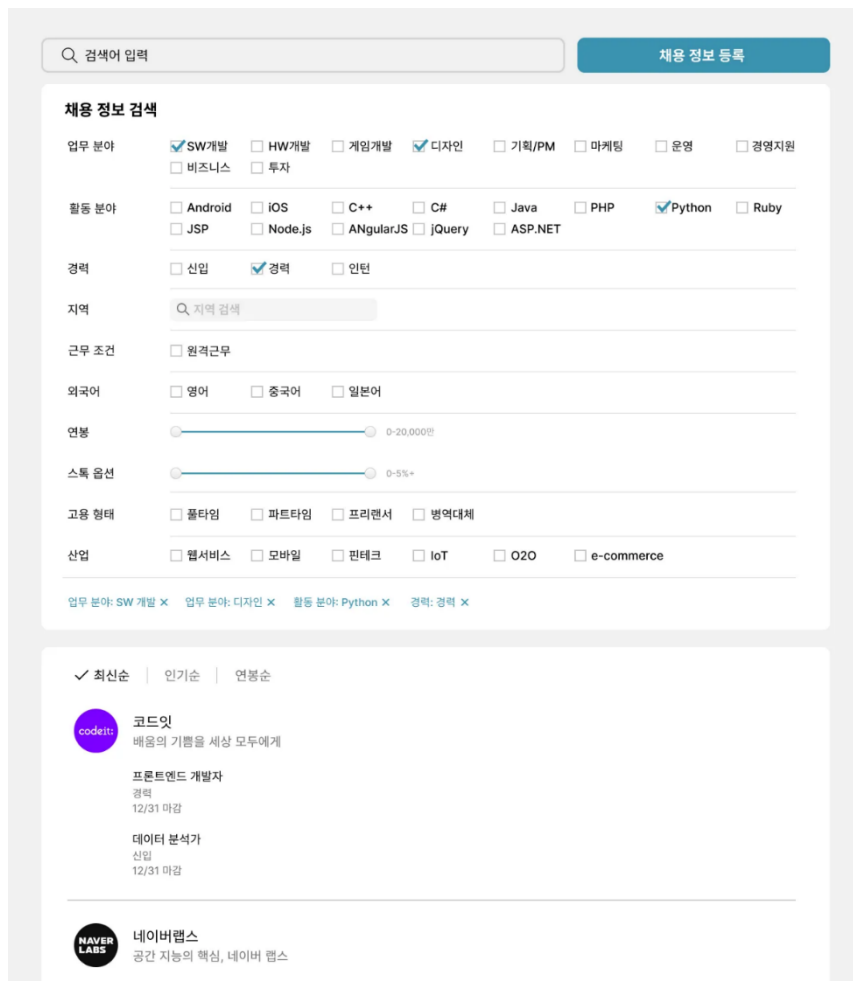 검색어 입력 채용 정보 등록
채용 정보 검색
업무 분야 SW개발 HW개발 게임개발 디자인 기획/PM 마케팅 운영 경영지원
비즈니스 투자
활동 분야 Android iOS C++ C# Java PHP Python Ruby
JSP Node.js ANgularJS jQuery ASP.NET
경력 신입 경력 인턴
지역 지역 검색
근무 조건 원격근무
외국어 영어 중국어 일본어
연봉 0-20,000만
스톡 옵션 0-5%+
고용 형태 풀타임 파트타임 프리랜서 병역대체
산업 웹서비스 모바일 핀테크 IoT O2O e-commerce
업무 분야: SW 개발 ✕ 업무 분야: 디자인 ✕ 활동 분야: Python ✕ 경력: 경력 ✕
최신순 인기순 연봉순
codeit: 코드잇
배움의 기쁨을 세상 모두에게
프론트엔드 개발자
경력
12/31 마감
데이터 분석가
신입
12/31 마감
NAVER LABS 네이버랩스
공간 지능의 핵심, 네이버 랩스